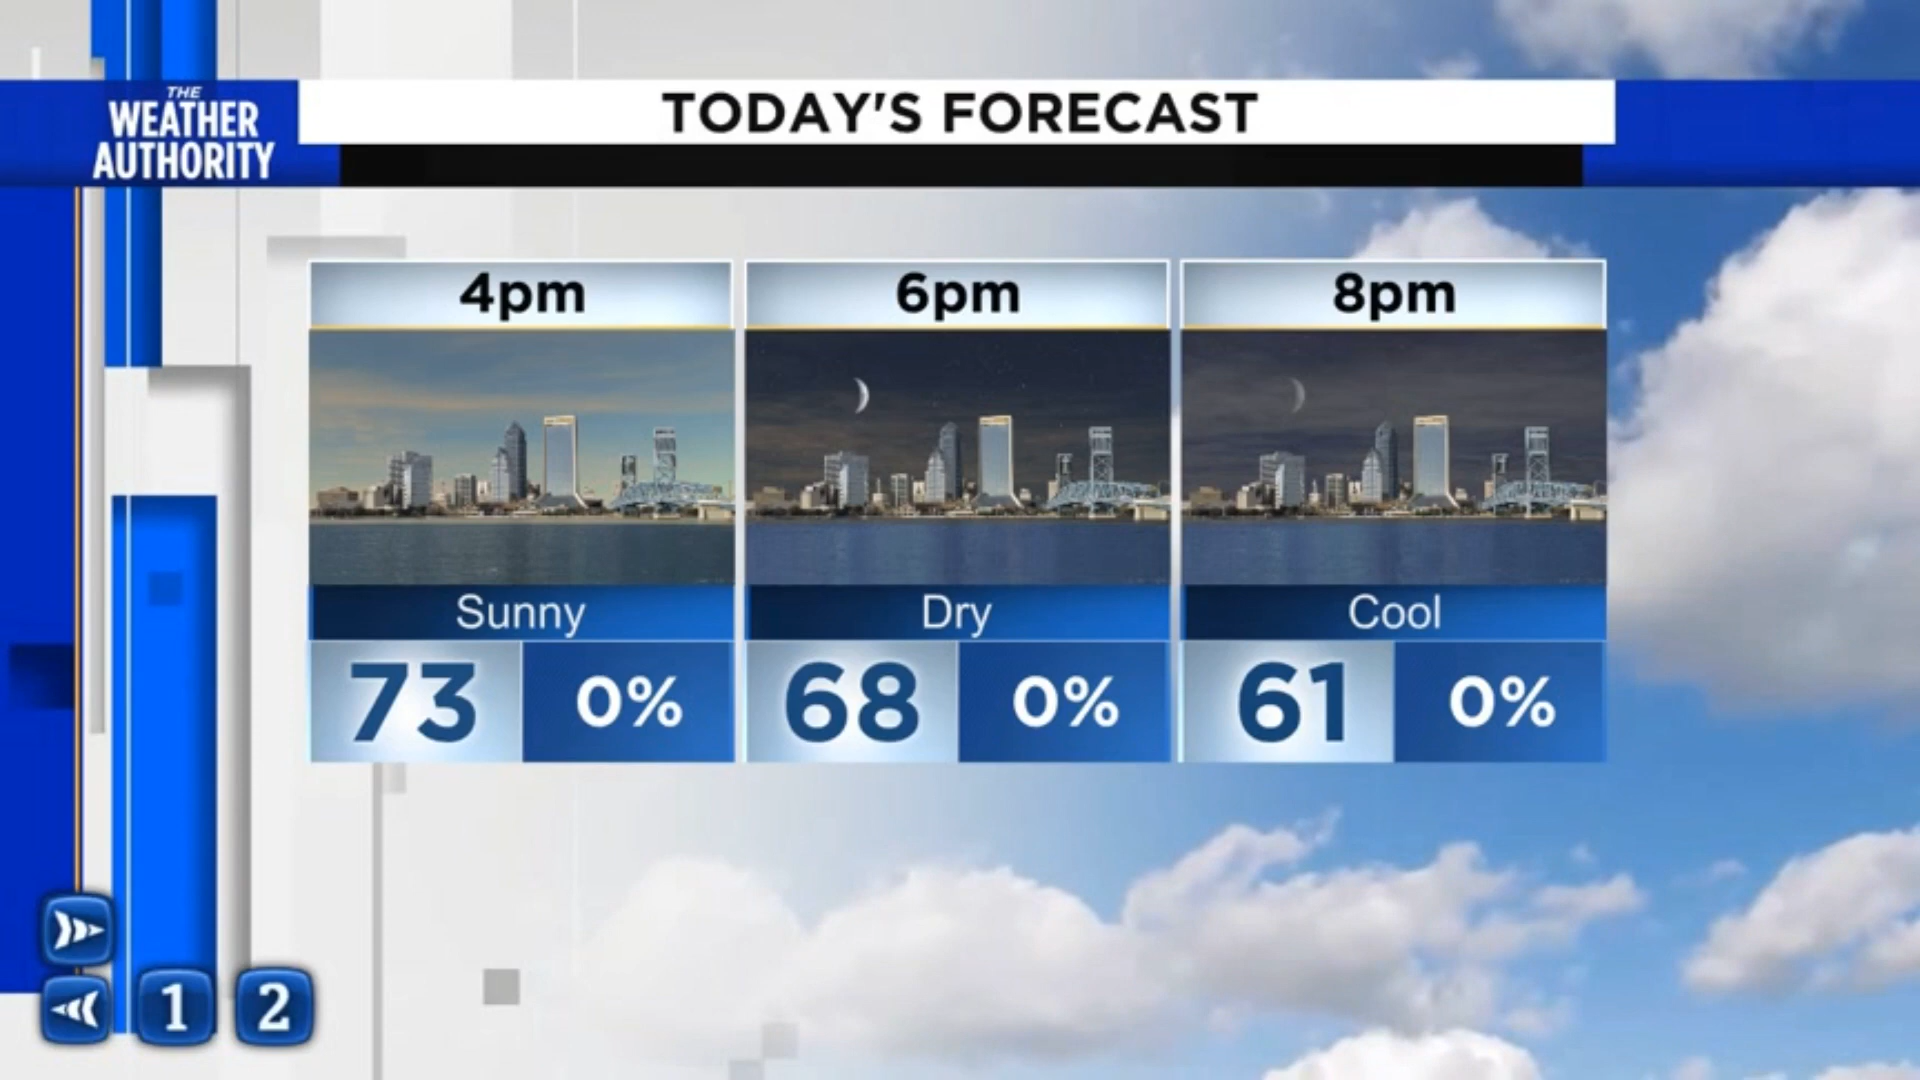 THE
WEATHER
AUTHORITY
TODAY'S FORECAST
4pm
6pm
8pm
Sunny
Dry
Cool
73
0%
68
0%
61
0%
1
2